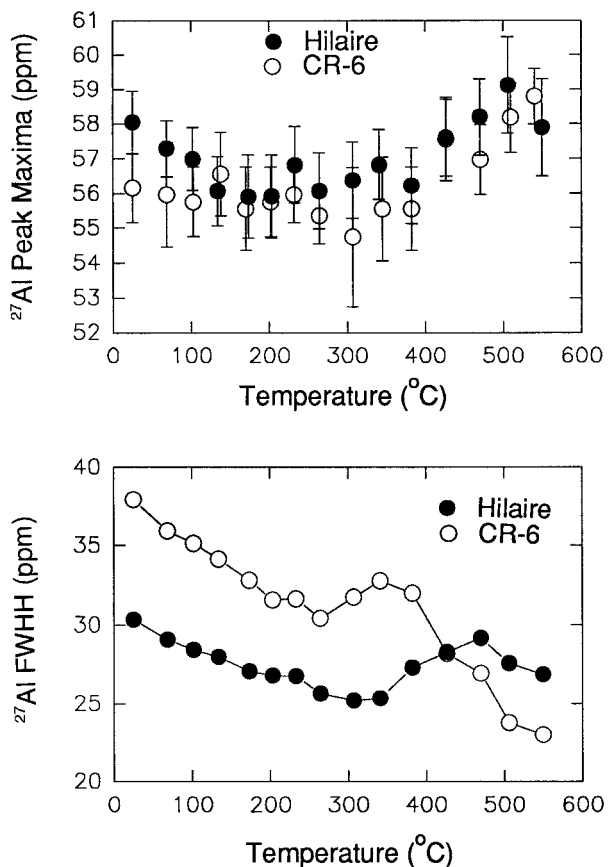 61
60
59
58
57
56
55
54
53
52
²⁷Al Peak Maxima (ppm)
Hilaire
CR-6
0 100 200 300 400 500 600
Temperature (°C)
40
35
30
25
20
²⁷Al FWHH (ppm)
Hilaire
CR-6
0 100 200 300 400 500 600
Temperature (°C)